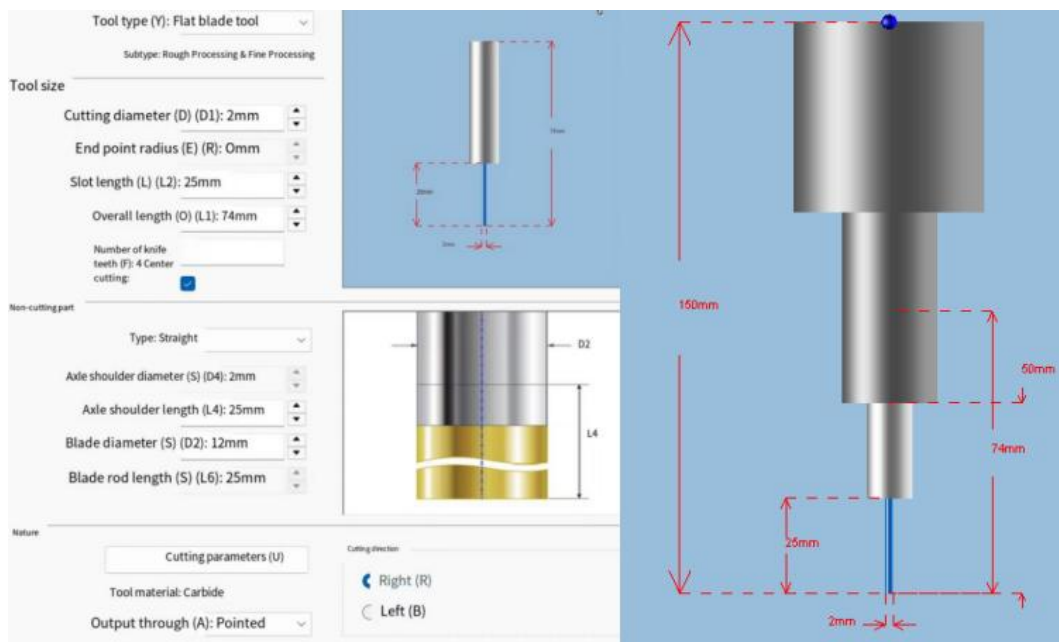 Tool type (Y): Flat blade tool
Subtype: Rough Processing & Fine Processing
Tool size
Cutting diameter (D) (D1): 2mm
End point radius (E) (R): 0mm
Slot length (L) (L2): 25mm
Overall length (O) (L1): 74mm
Number of knife
teeth (F): 4 Center
cutting:
Non-cutting part
Type: Straight
Axle shoulder diameter (S) (D4): 2mm
Axle shoulder length (L4): 25mm
Blade diameter (S) (D2): 12mm
Blade rod length (S) (L6): 25mm
Nature
Cutting parameters (U)
Tool material: Carbide
Output through (A): Pointed
D2
L4
Cutting direction
Right (R)
Left (B)
150mm
50mm
74mm
25mm
2mm